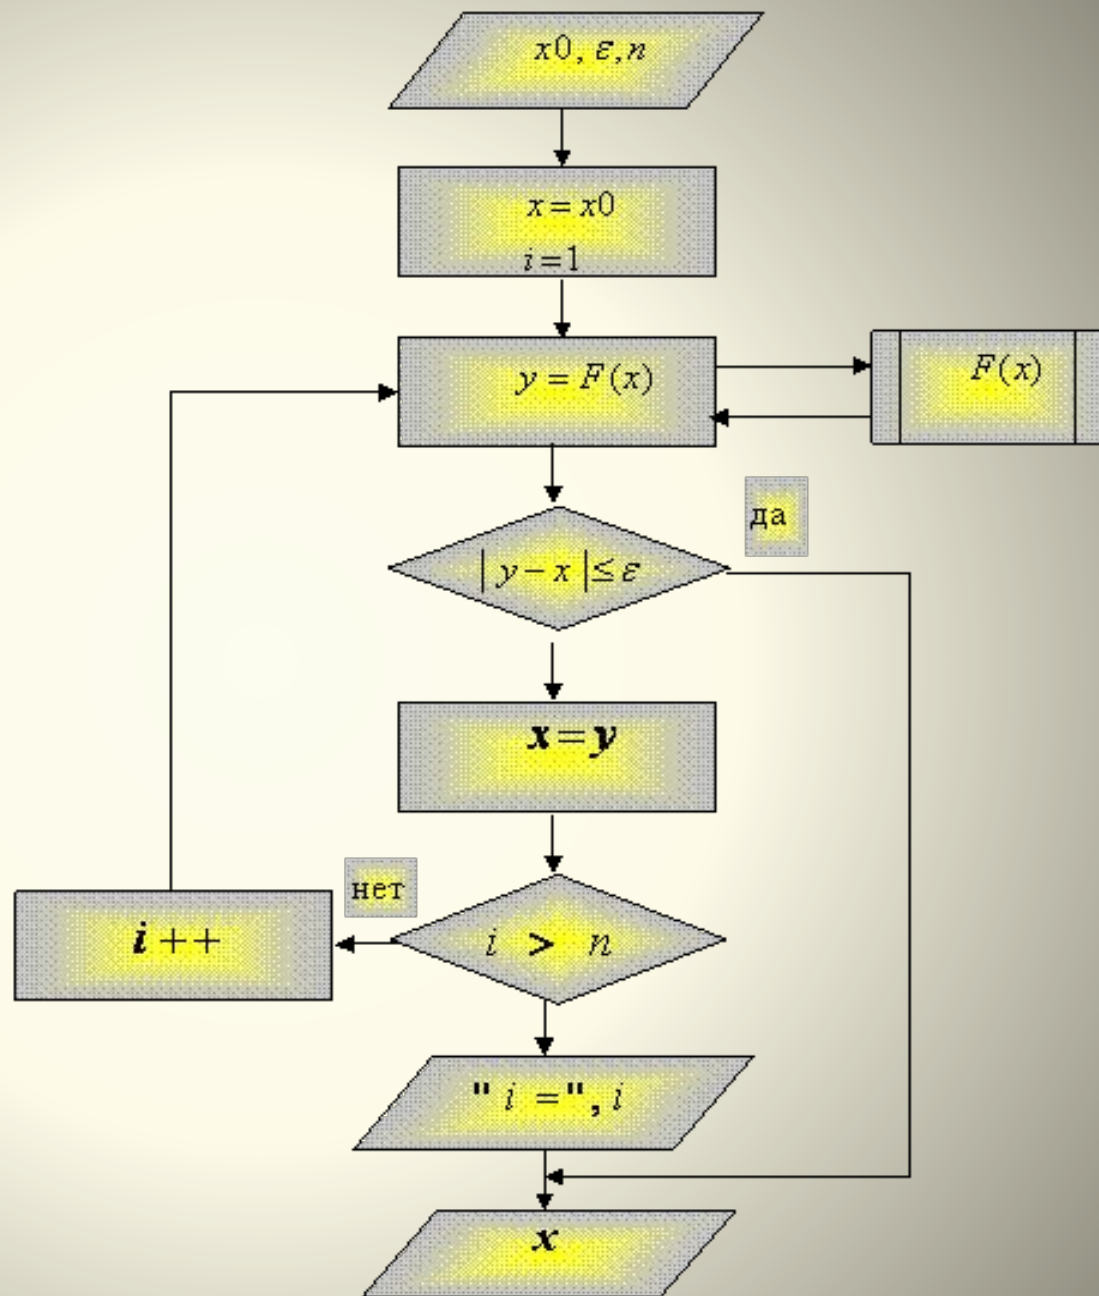 x0, ε,n
x = x0
i=1
y = F(x)
F(x)
да
| y − x |≤ ε
x=y
нет
i ++
i > n
" i =", i
x